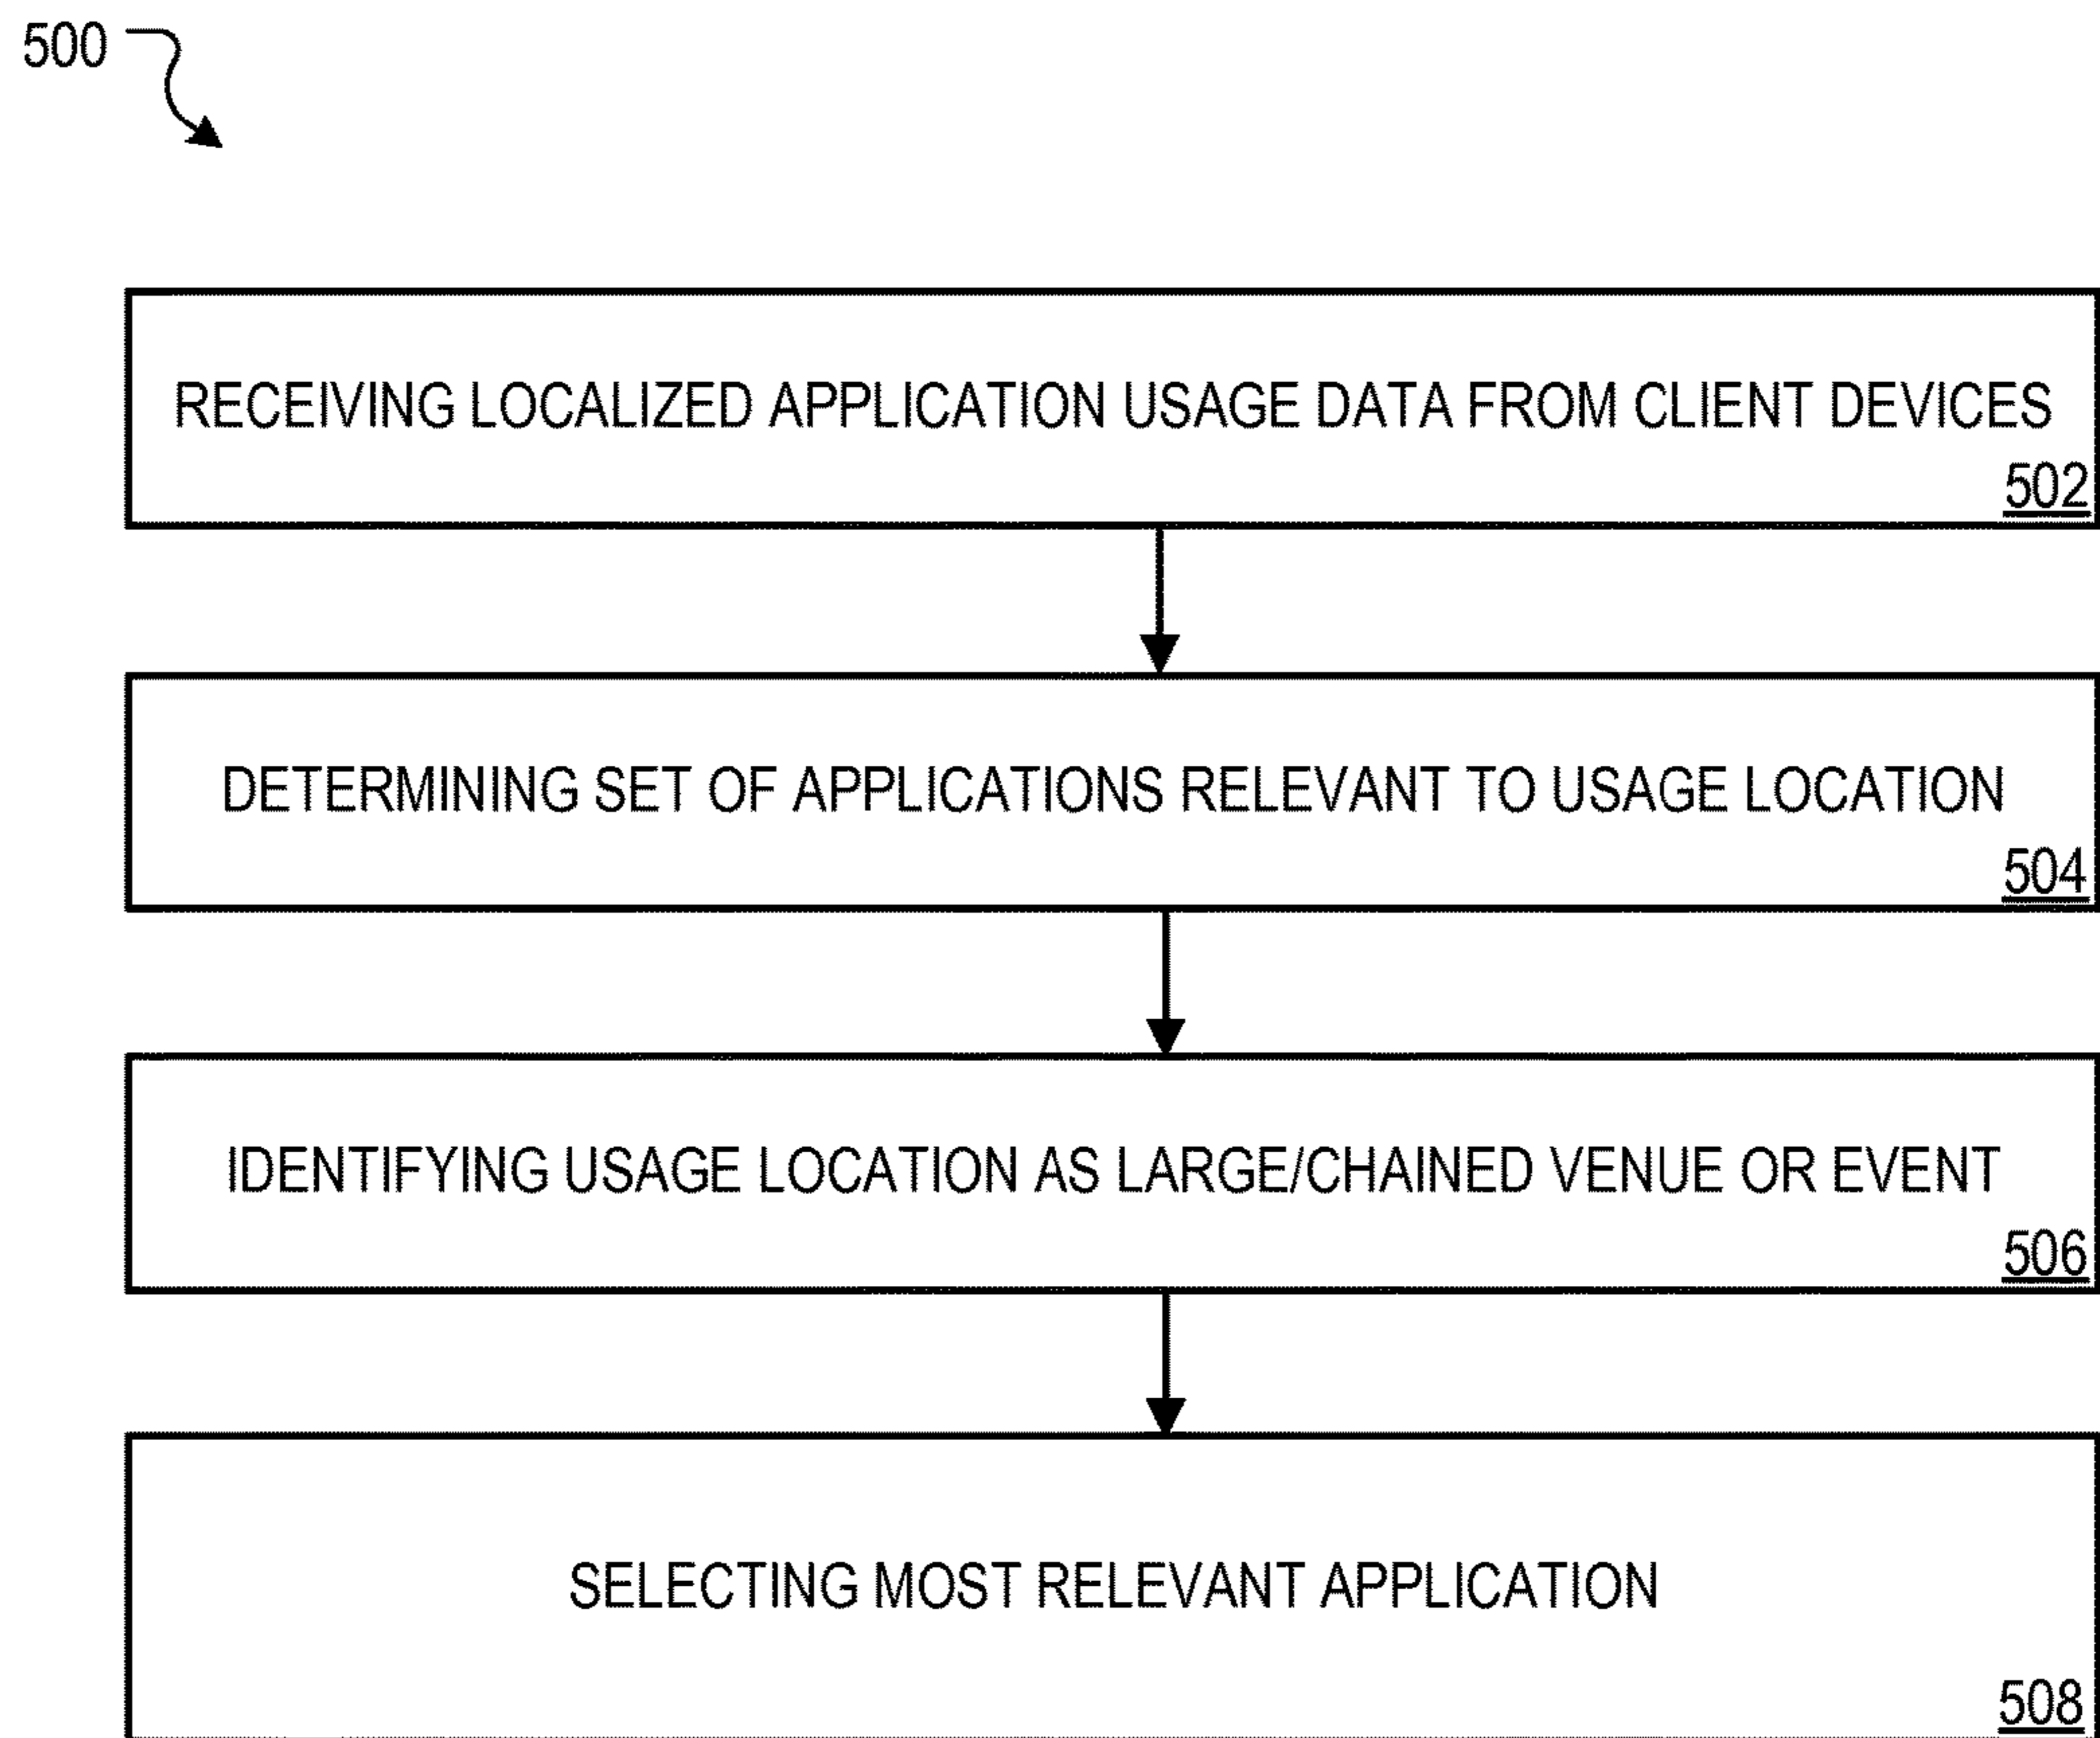 500
RECEIVING LOCALIZED APPLICATION USAGE DATA FROM CLIENT DEVICES
502
DETERMINING SET OF APPLICATIONS RELEVANT TO USAGE LOCATION
504
IDENTIFYING USAGE LOCATION AS LARGE/CHAINED VENUE OR EVENT
506
SELECTING MOST RELEVANT APPLICATION
508